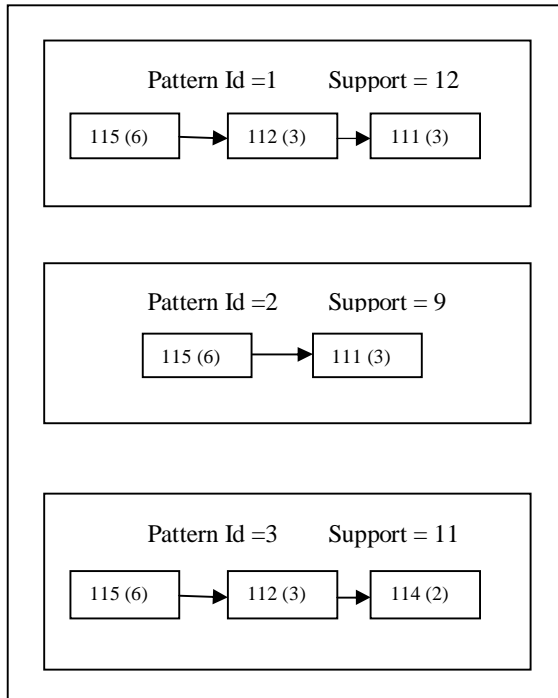 Pattern Id =1 Support = 12
115 (6) 112 (3) 111 (3)
Pattern Id =2 Support = 9
115 (6) 111 (3)
Pattern Id =3 Support = 11
115 (6) 112 (3) 114 (2)